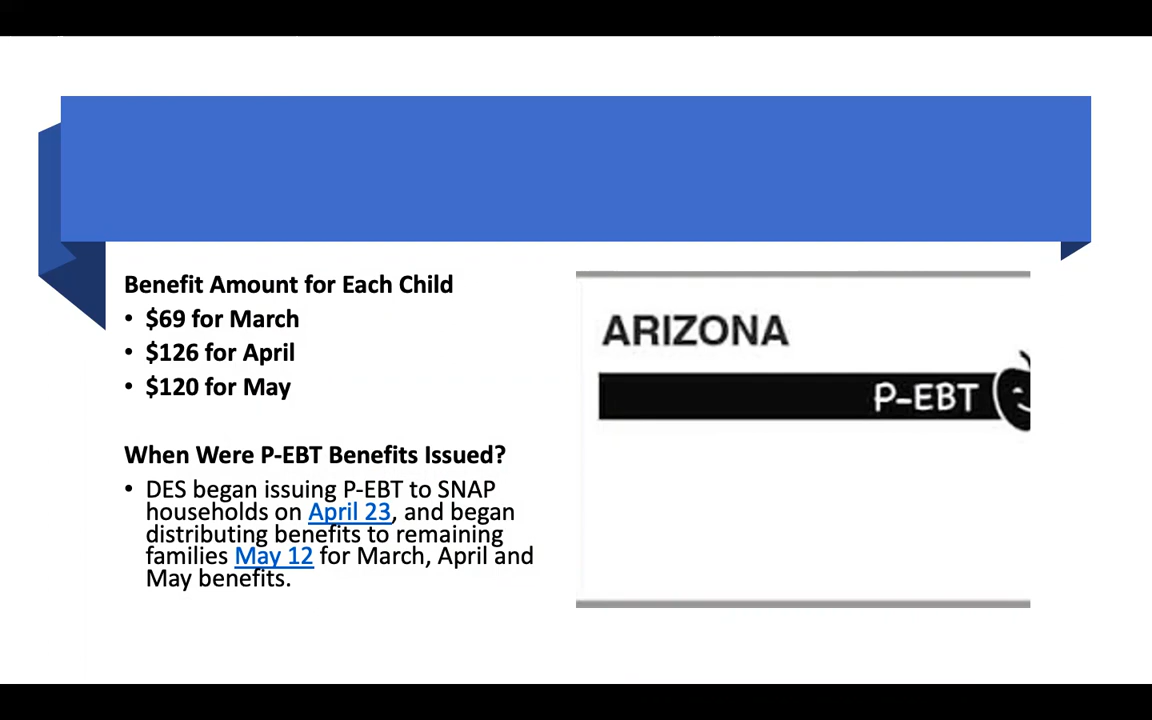 Benefit Amount for Each Child
• $69 for March
• $126 for April
• $120 for May
When Were P-EBT Benefits Issued?
• DES began issuing P-EBT to SNAP
households on April 23, and began
distributing benefits to remaining
families May 12 for March, April and
May benefits.
ARIZONA
P-EBT